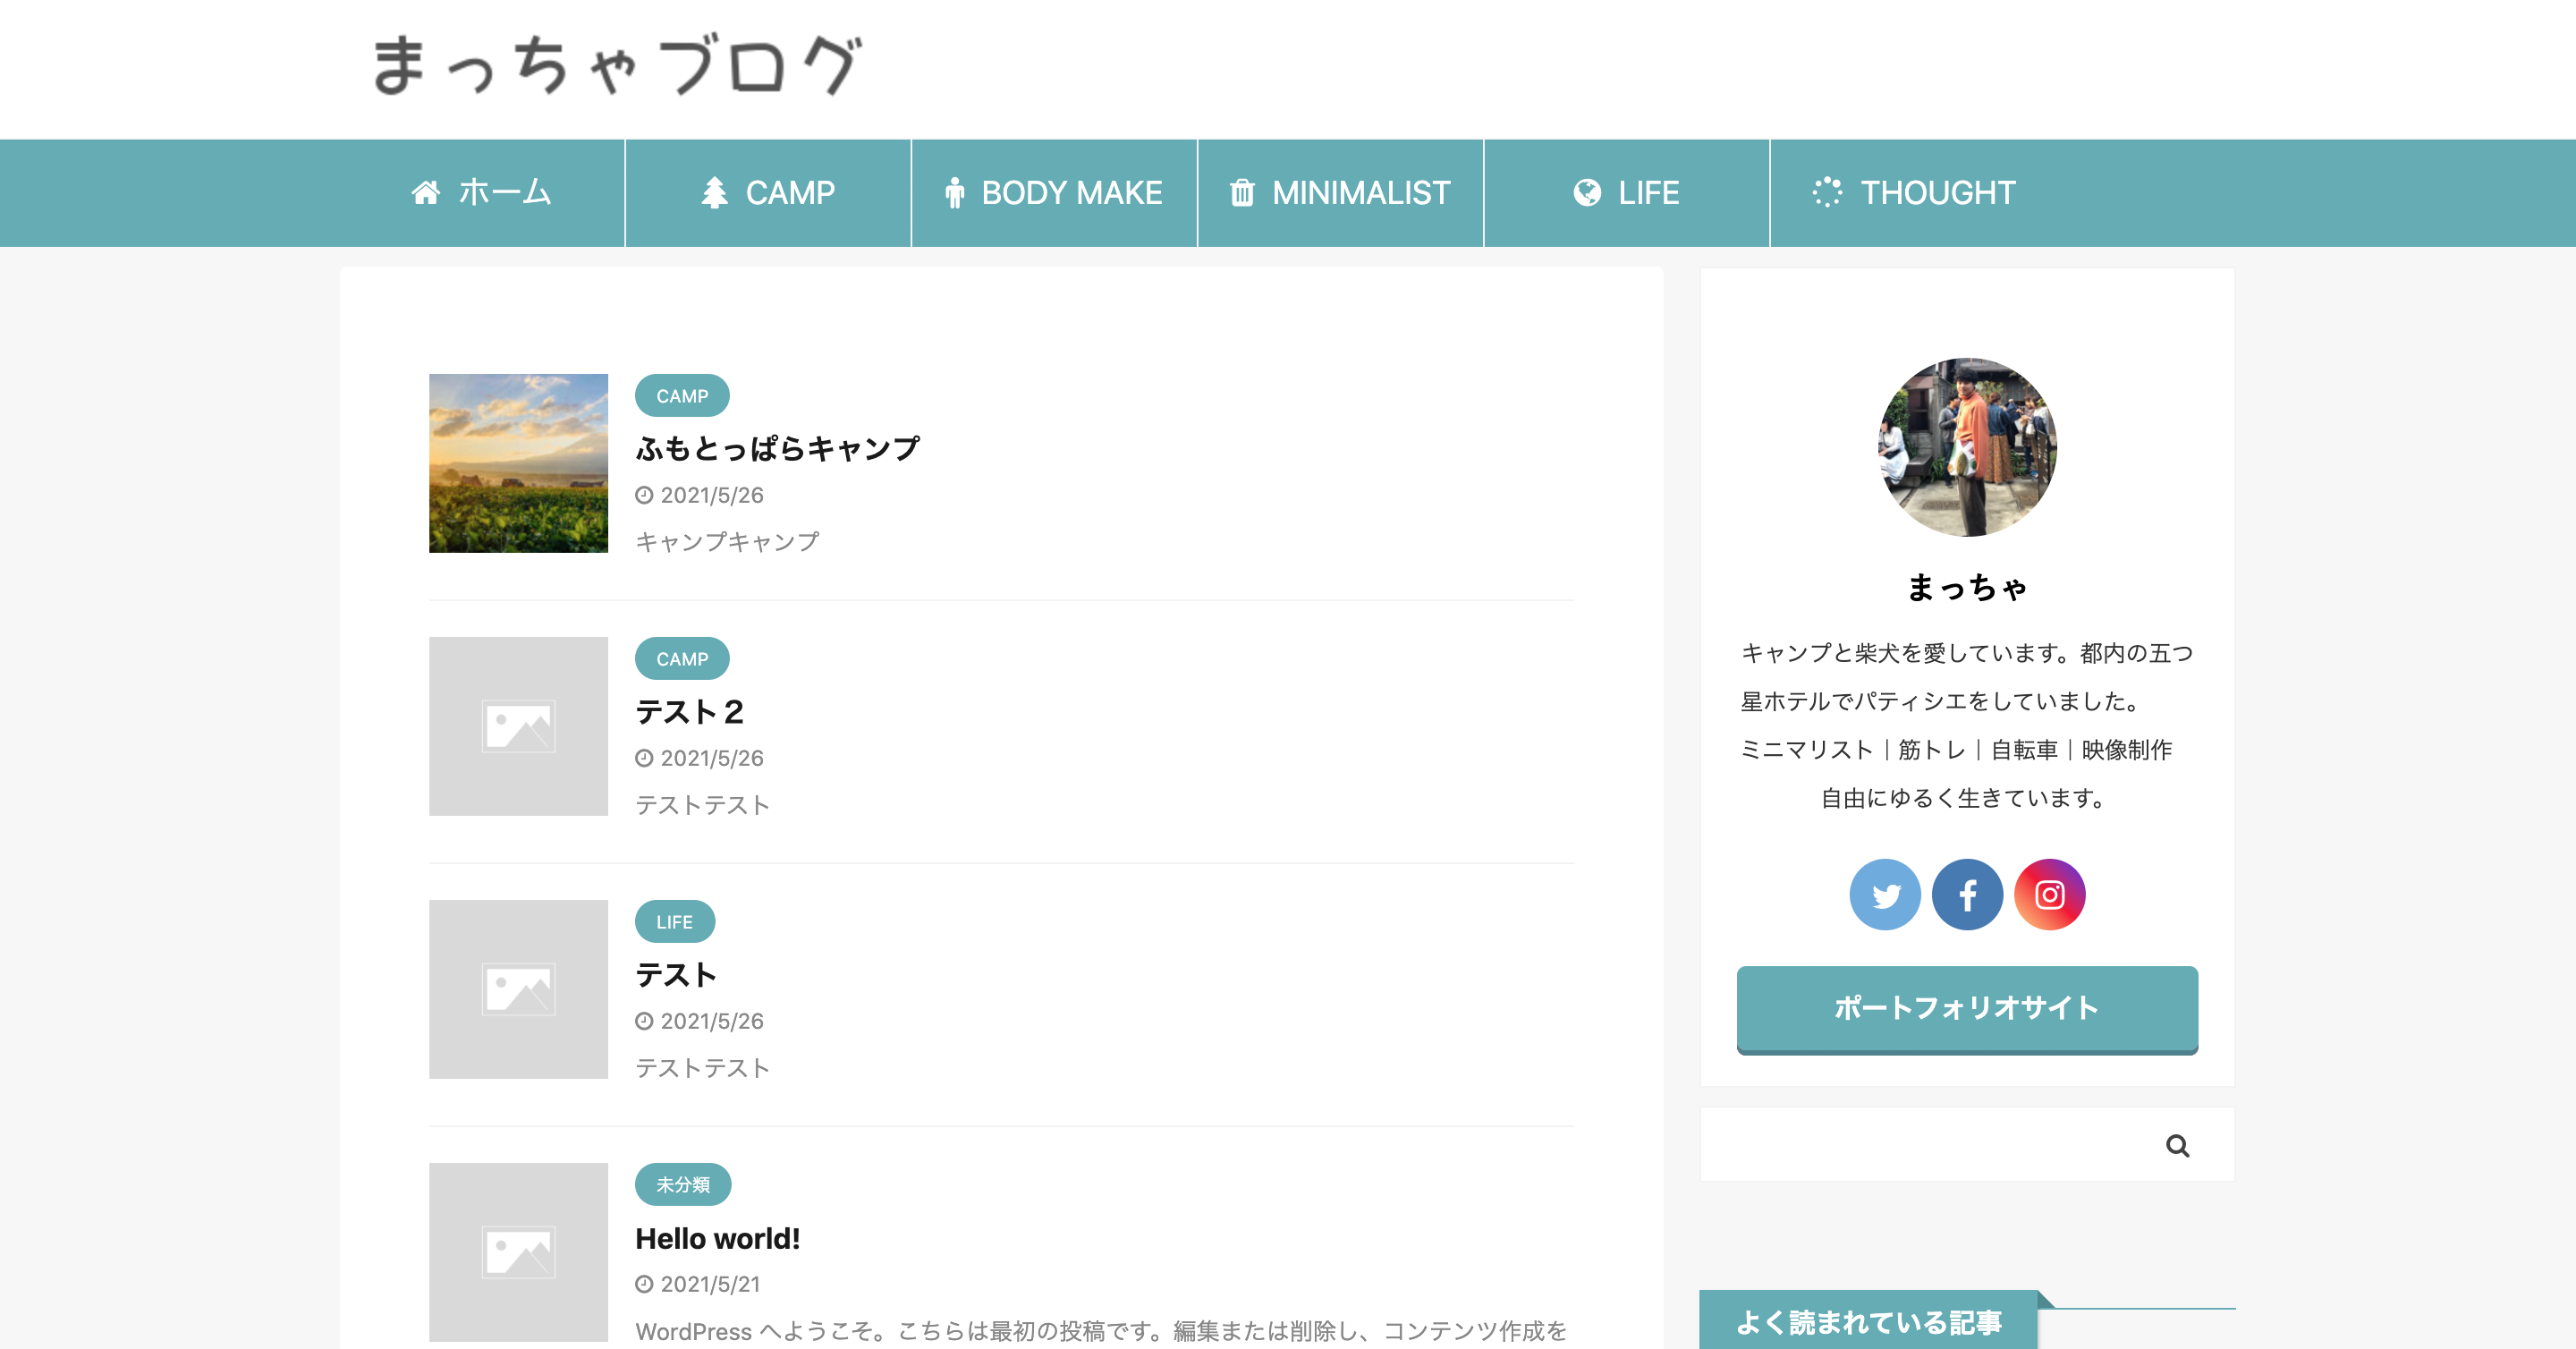 まっちゃブログ
ホーム
CAMP
BODY MAKE
MINIMALIST
LIFE
THOUGHT
CAMP
ふもとっぱらキャンプ
2021/5/26
キャンプキャンプ
CAMP
テスト２
2021/5/26
テストテスト
LIFE
テスト
2021/5/26
テストテスト
未分類
Hello world!
2021/5/21
WordPress へようこそ。こちらは最初の投稿です。編集または削除し、コンテンツ作成を
まっちゃ
キャンプと柴犬を愛しています。都内の五つ
星ホテルでパティシエをしていました。
ミニマリスト｜筋トレ｜自転車｜映像制作
自由にゆるく生きています。
ポートフォリオサイト
よく読まれている記事